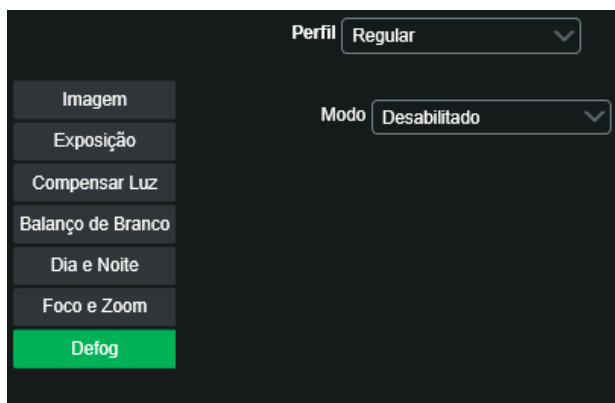 Perfil Regular
Imagem
Modo Desabilitado
Exposição
Compensar Luz
Balanço de Branco
Dia e Noite
Foco e Zoom
Defog